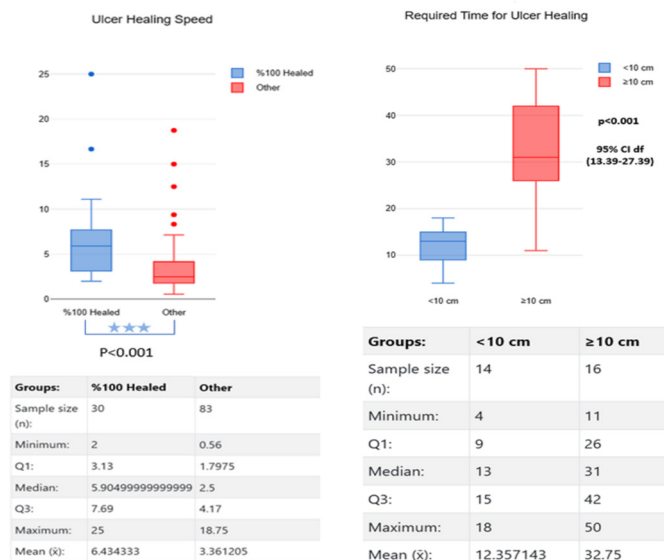 Ulcer Healing Speed
%100 Healed
Other
25
20
15
10
5
0
%100 Healed
Other
P<0.001
Groups: %100 Healed Other
Sample size (n): 30 83
Minimum: 2 0.56
Q1: 3.13 1.7975
Median: 5.90499999999999 2.5
Q3: 7.69 4.17
Maximum: 25 18.75
Mean (x̄): 6.434333 3.361205
Required Time for Ulcer Healing
<10 cm
≥10 cm
p<0.001
95% CI df
(13.39-27.39)
50
40
30
20
10
<10 cm
≥10 cm
Groups: <10 cm ≥10 cm
Sample size (n): 14 16
Minimum: 4 11
Q1: 9 26
Median: 13 31
Q3: 15 42
Maximum: 18 50
Mean (x̄): 12.357143 32.75